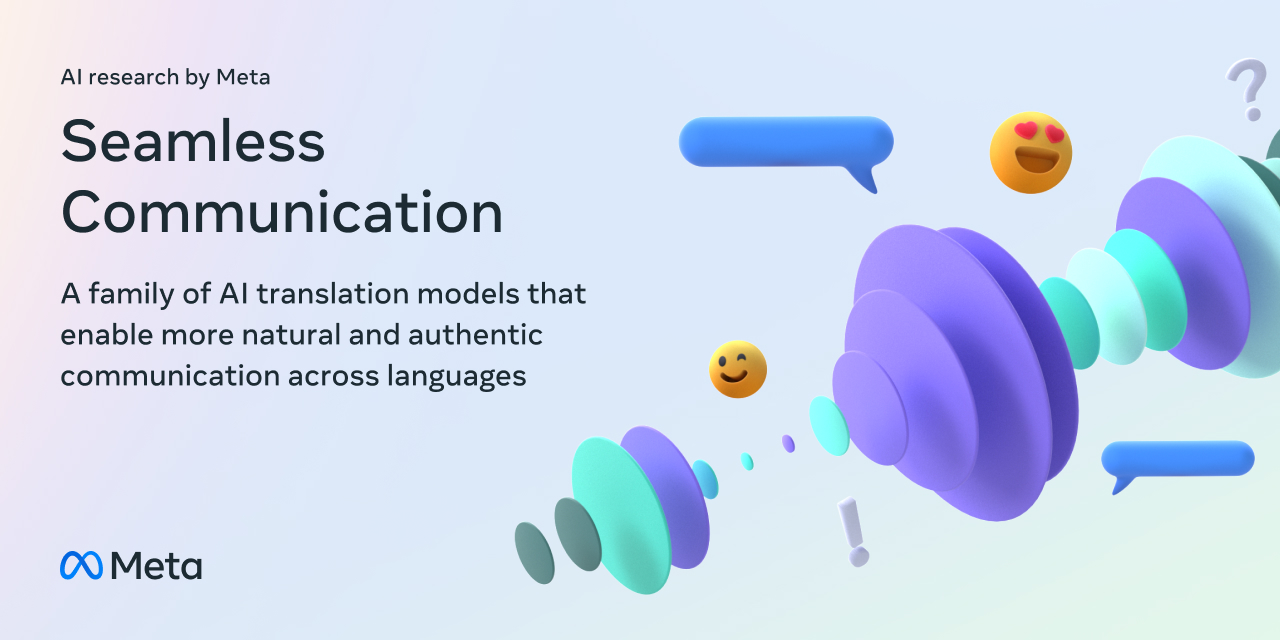 AI research by Meta
Seamless
Communication
A family of AI translation models that
enable more natural and authentic
communication across languages
?
!
Meta